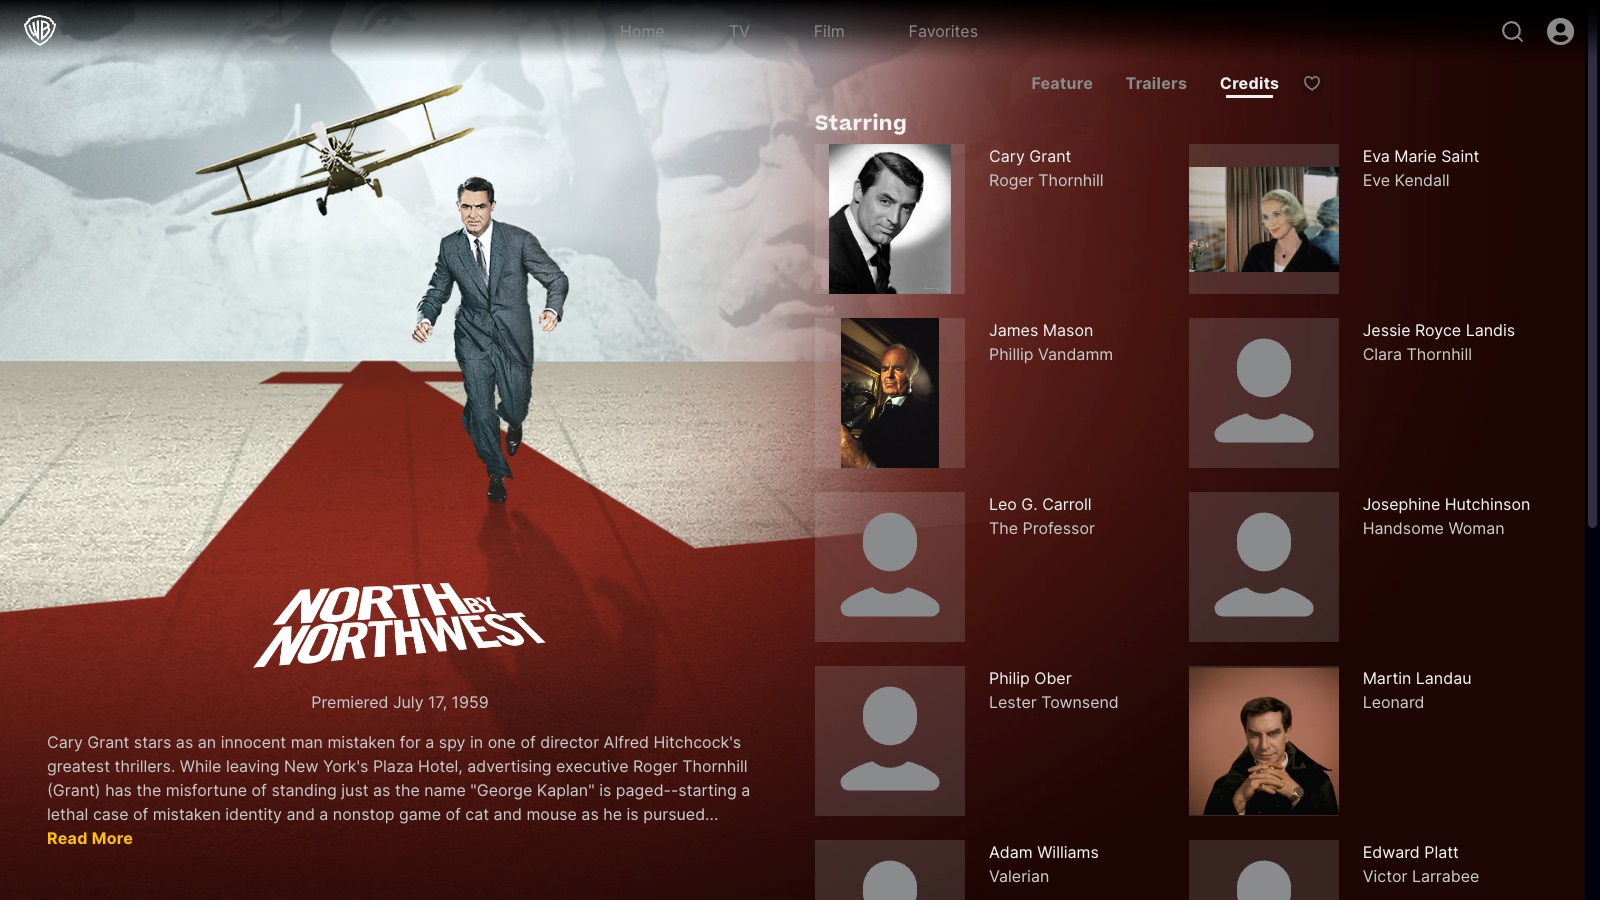 WB
Home TV Film Favorites
Feature Trailers Credits
Starring
Cary Grant
Roger Thornhill
Eva Marie Saint
Eve Kendall
James Mason
Phillip Vandamm
Jessie Royce Landis
Clara Thornhill
Leo G. Carroll
The Professor
Josephine Hutchinson
Handsome Woman
Philip Ober
Lester Townsend
Martin Landau
Leonard
Adam Williams
Valerian
Edward Platt
Victor Larrabee
NORTH BY
NORTHWEST
Premiered July 17, 1959
Cary Grant stars as an innocent man mistaken for a spy in one of director Alfred Hitchcock's
greatest thrillers. While leaving New York's Plaza Hotel, advertising executive Roger Thornhill
(Grant) has the misfortune of standing just as the name "George Kaplan" is paged--starting a
lethal case of mistaken identity and a nonstop game of cat and mouse as he is pursued...
Read More